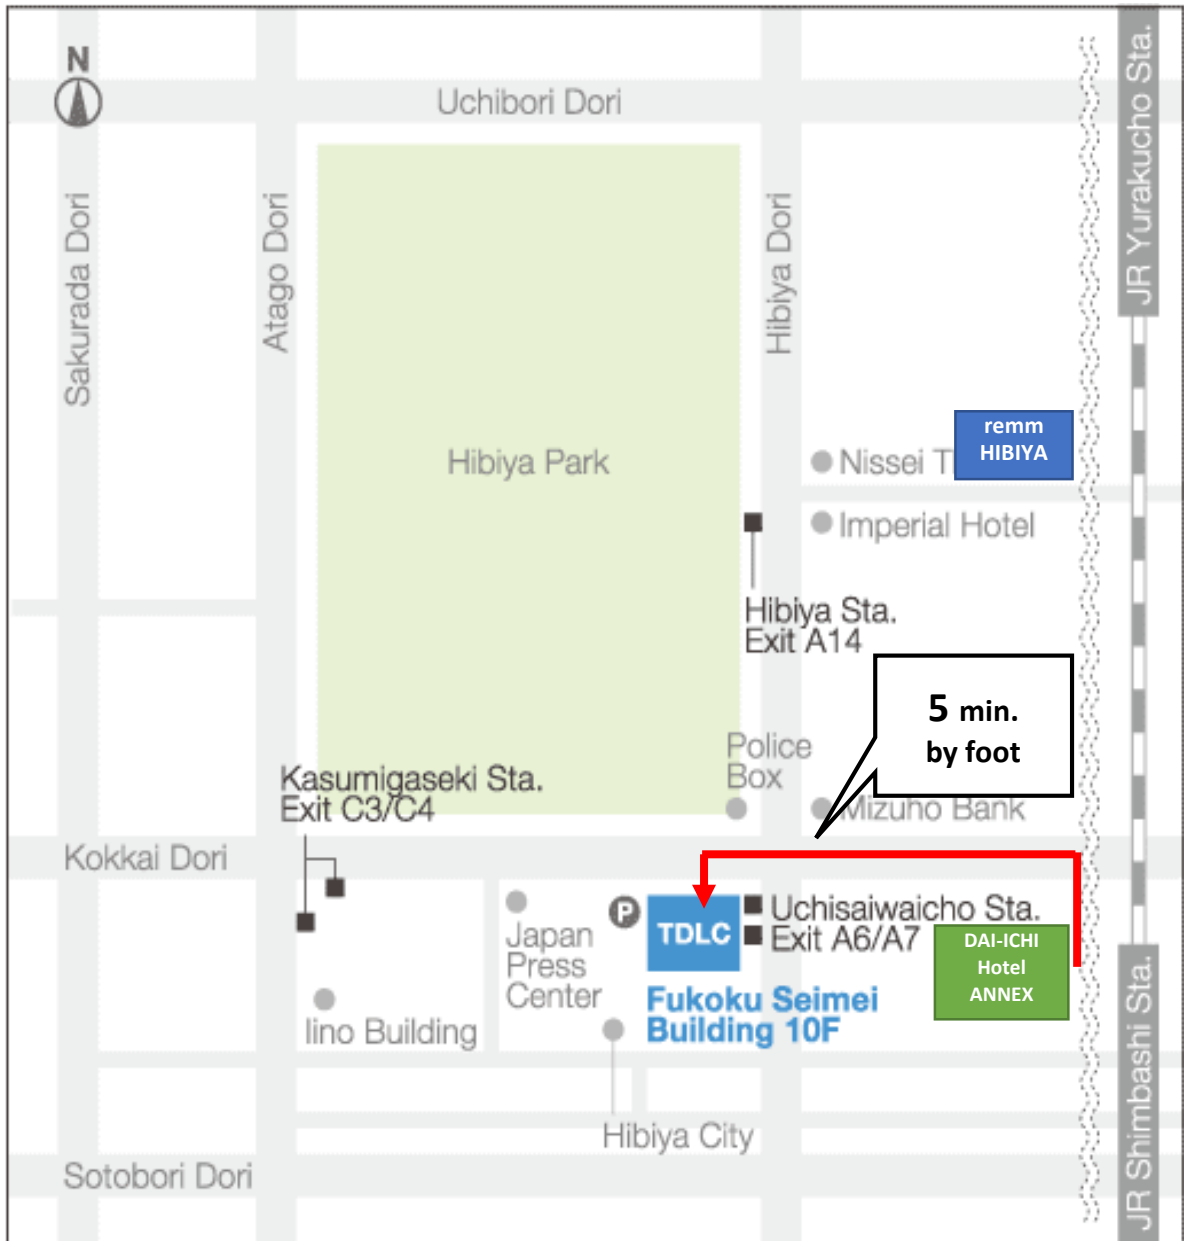 N
Uchibori Dori
JR Yurakucho Sta.
Sakurada Dori
Atago Dori
Hibiya Dori
remm
HIBIYA
Hibiya Park
Nissei T
Imperial Hotel
Hibiya Sta.
Exit A14
5 min.
by foot
Police
Box
Kasumigaseki Sta.
Exit C3/C4
Mizuho Bank
Kokkai Dori
P
TDLC
Uchisaiwaicho Sta.
Exit A6/A7
DAI-ICHI
Hotel
ANNEX
Japan
Press
Center
Fukoku Seimei
Building 10F
Iino Building
JR Shimbashi Sta.
Hibiya City
Sotobori Dori